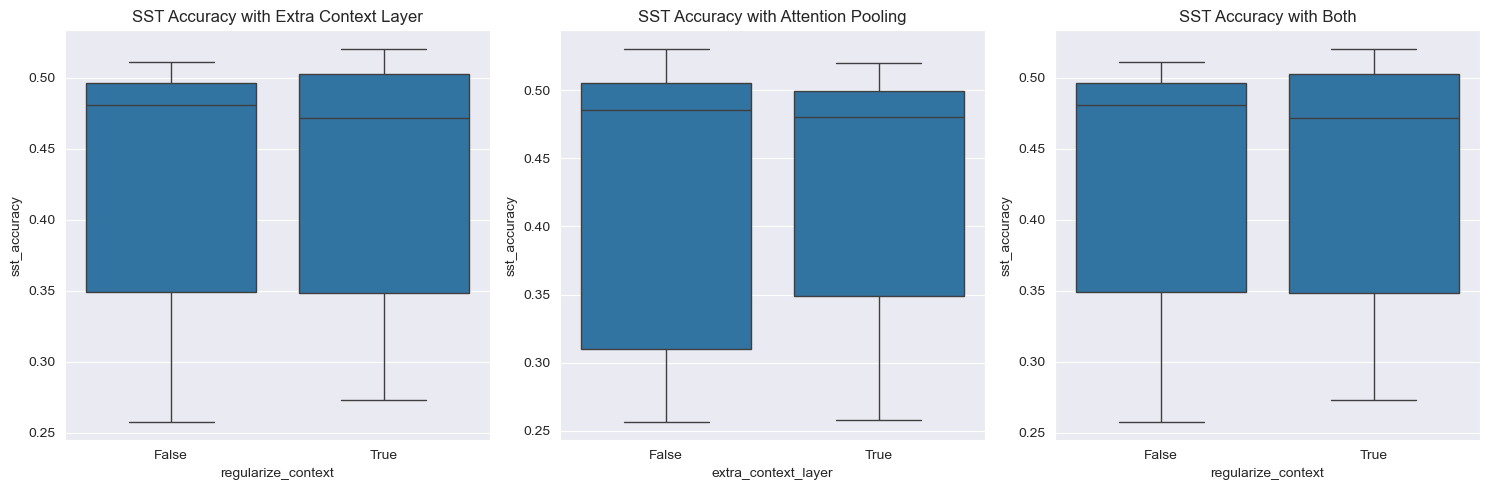 SST Accuracy with Extra Context Layer
sst_accuracy
0.50
0.45
0.40
0.35
0.30
0.25
False
True
regularize_context
SST Accuracy with Attention Pooling
sst_accuracy
0.50
0.45
0.40
0.35
0.30
0.25
False
True
extra_context_layer
SST Accuracy with Both
sst_accuracy
0.50
0.45
0.40
0.35
0.30
0.25
False
True
regularize_context